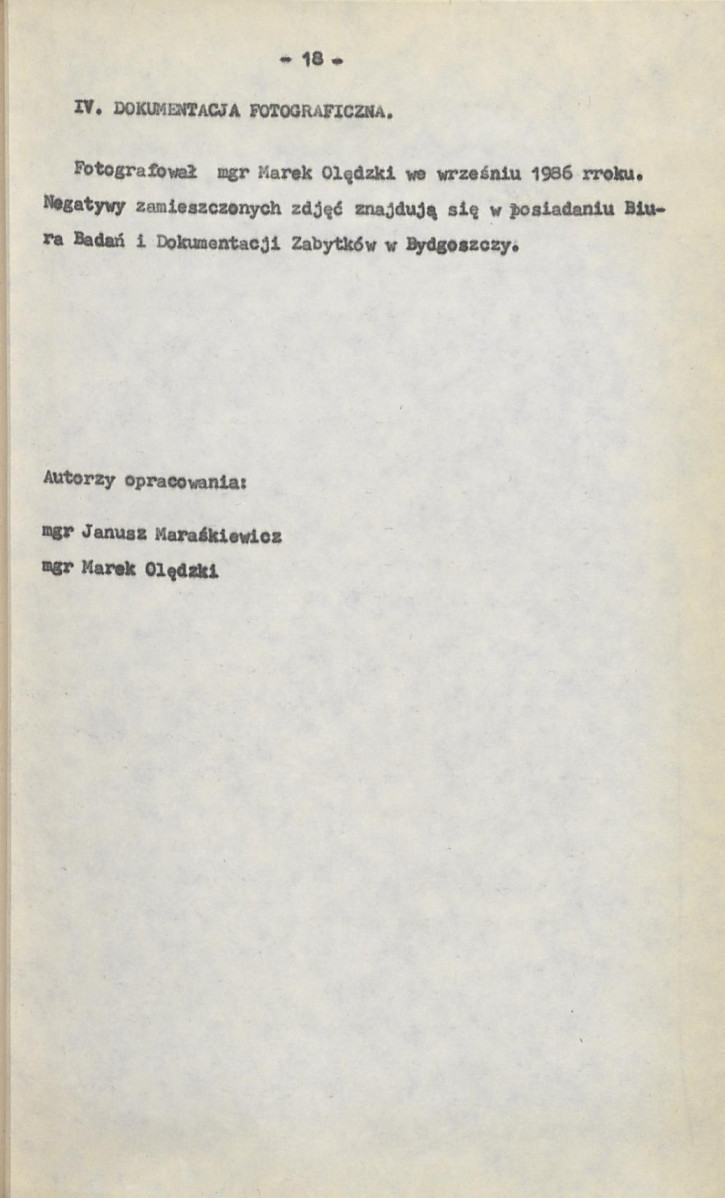 - 18 -
IV. DOKUMENTACJA FOTOGRAFICZNA.
Fotografował mgr Marek Olędzki we wrześniu 1986 rroku.
Negatywy zamieszczonych zdjęć znajdują się w posiadaniu Biu-
ra Badań i Dokumentacji Zabytków w Bydgoszczy.
Autorzy opracowania:
mgr Janusz Maraśkiewicz
mgr Marek Olędzki